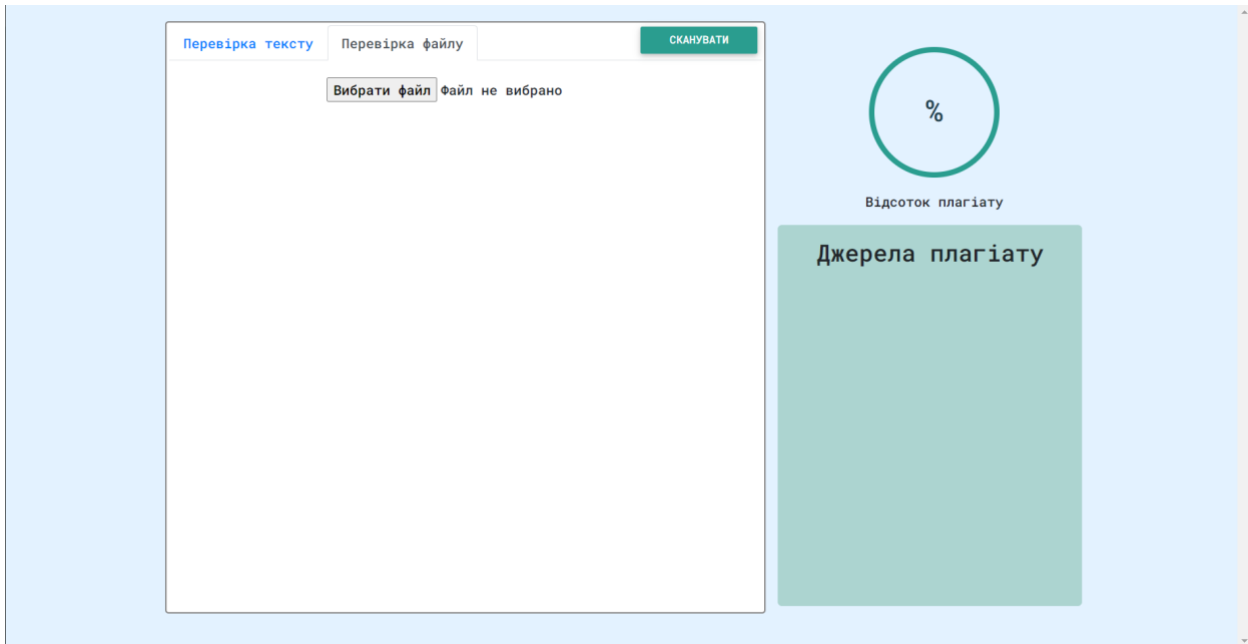 Перевірка тексту Перевірка файлу СКАНУВАТИ
Вибрати файл Файл не вибрано
%
Відсоток плагіату
Джерела плагіату